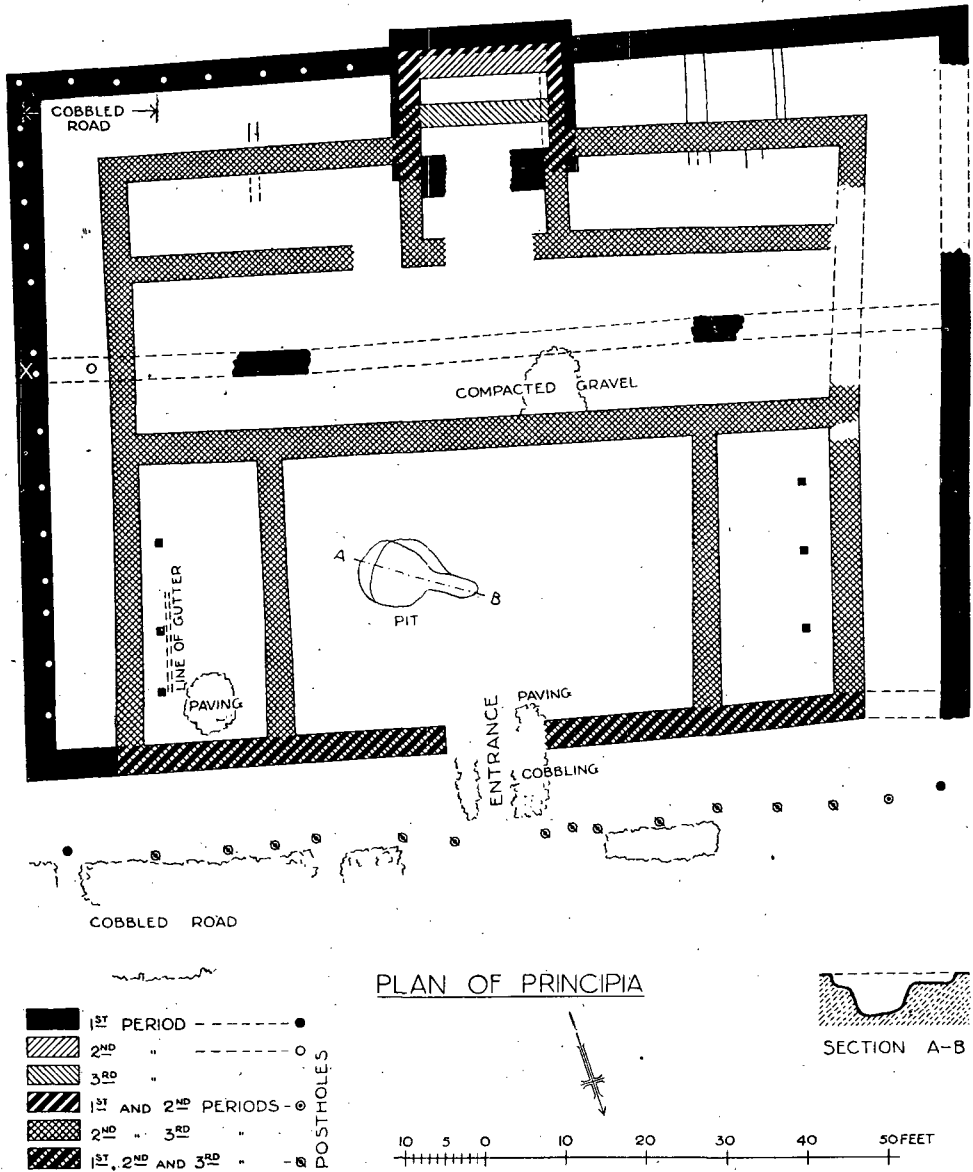 COBBLED
ROAD
COMPACTED GRAVEL
A
B
PIT
LINE OF GUTTER
PAVING
PAVING
ENTRANCE
COBBLING
COBBLED ROAD
PLAN OF PRINCIPIA
SECTION A-B
1ST PERIOD
2ND "
3RD "
1ST AND 2ND PERIODS
2ND " 3RD "
1ST, 2ND AND 3RD "
POSTHOLES
10 5 0 10 20 30 40 50 FEET